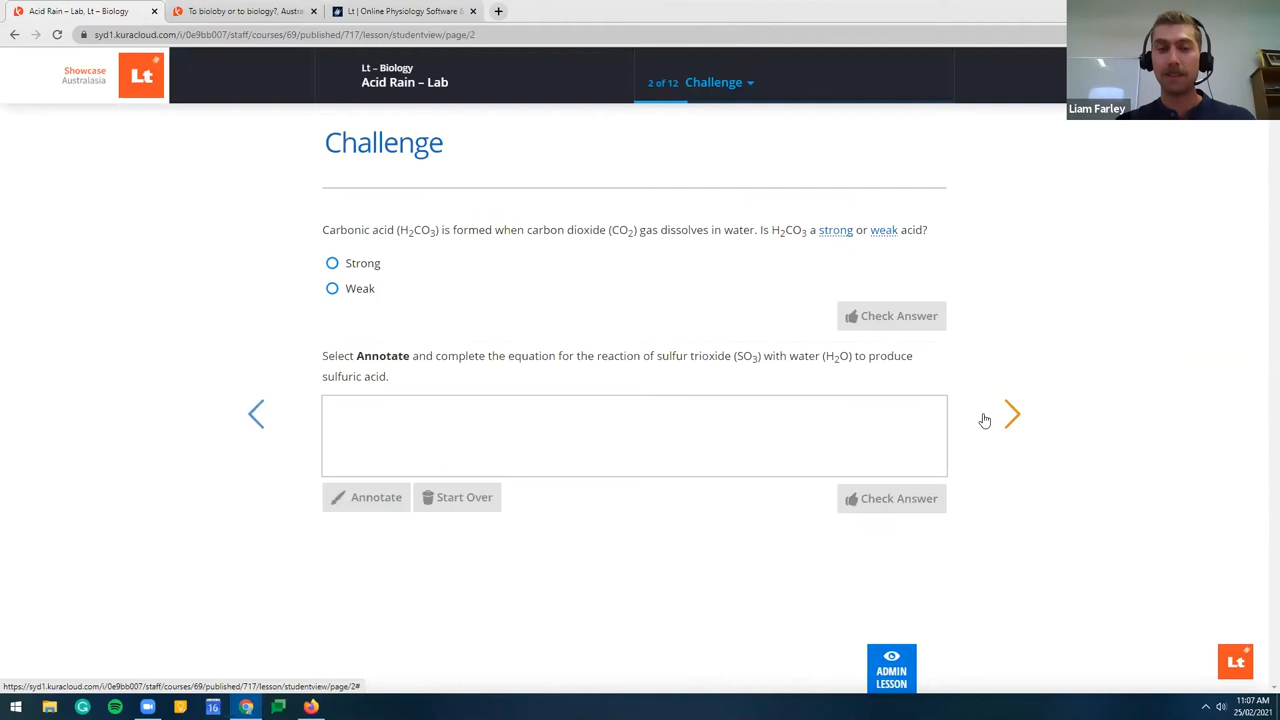 Acid Rain – Lab, Lt – Biology
To bioloby or to biology?, Austra
Lt | Online Physiology Software &
syd1.kuracloud.com/i/0e9bb007/staff/courses/69/published/717/lesson/studentview/page/2
Showcase
Australasia
Lt
Lt – Biology
Acid Rain – Lab
2 of 12 Challenge
Liam Farley
Challenge
Carbonic acid (H₂CO₃) is formed when carbon dioxide (CO₂) gas dissolves in water. Is H₂CO₃ a strong or weak acid?
Strong
Weak
Check Answer
Select Annotate and complete the equation for the reaction of sulfur trioxide (SO₃) with water (H₂O) to produce
sulfuric acid.
Annotate
Start Over
Check Answer
ADMIN
LESSON
Lt
https://syd1.kuracloud.com/i/0e9bb007/staff/courses/69/published/717/lesson/studentview/page/2#
16
11:07 AM
25/02/2021